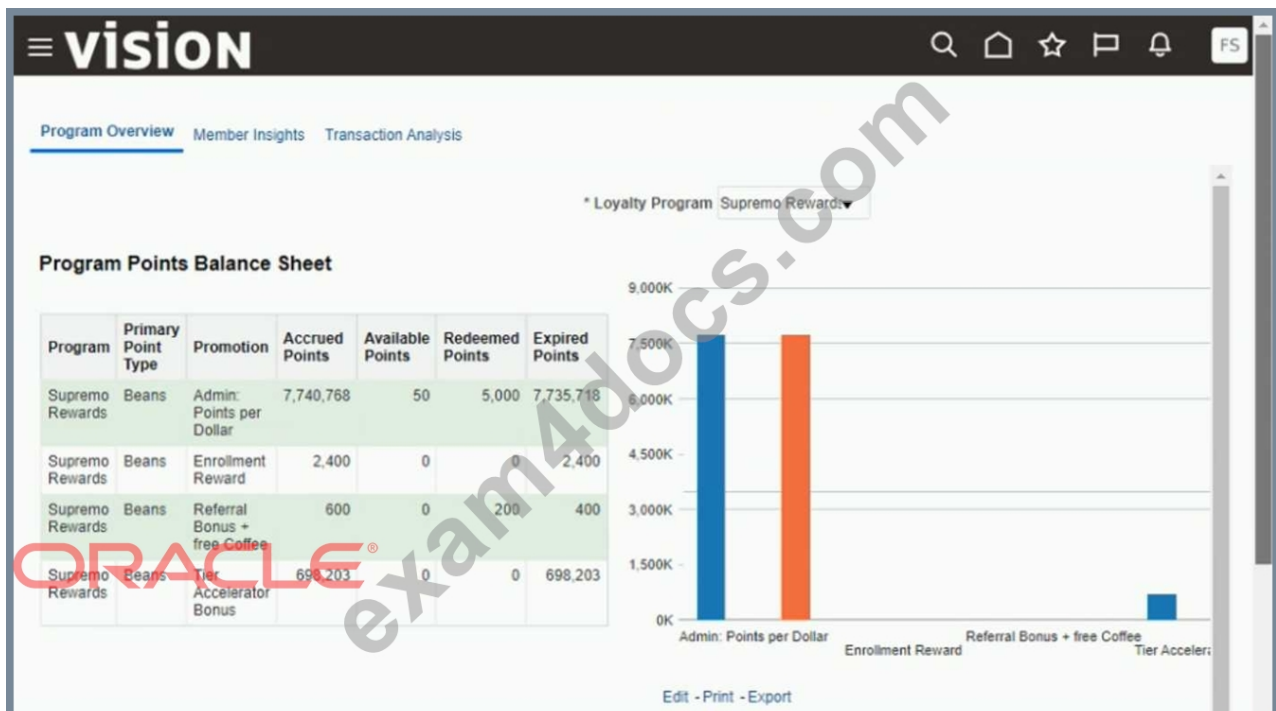 ≡ vision
FS
Program Overview Member Insights Transaction Analysis
* Loyalty Program Supremo Reward:
Program Points Balance Sheet
Program Primary Point Type Promotion Accrued Points Available Points Redeemed Points Expired Points
Supremo Rewards Beans Admin: Points per Dollar 7,740,768 50 5,000 7,735,718
Supremo Rewards Beans Enrollment Reward 2,400 0 0 2,400
Supremo Rewards Beans Referral Bonus + free Coffee 600 0 200 400
Supremo Rewards Beans Tier Accelerator Bonus 698,203 0 0 698,203
9,000K
7,500K
6,000K
4,500K
3,000K
1,500K
0K
Admin: Points per Dollar
Enrollment Reward
Referral Bonus + free Coffee
Tier Acceler
Edit - Print - Export
ORACLE®
exam4docs.com